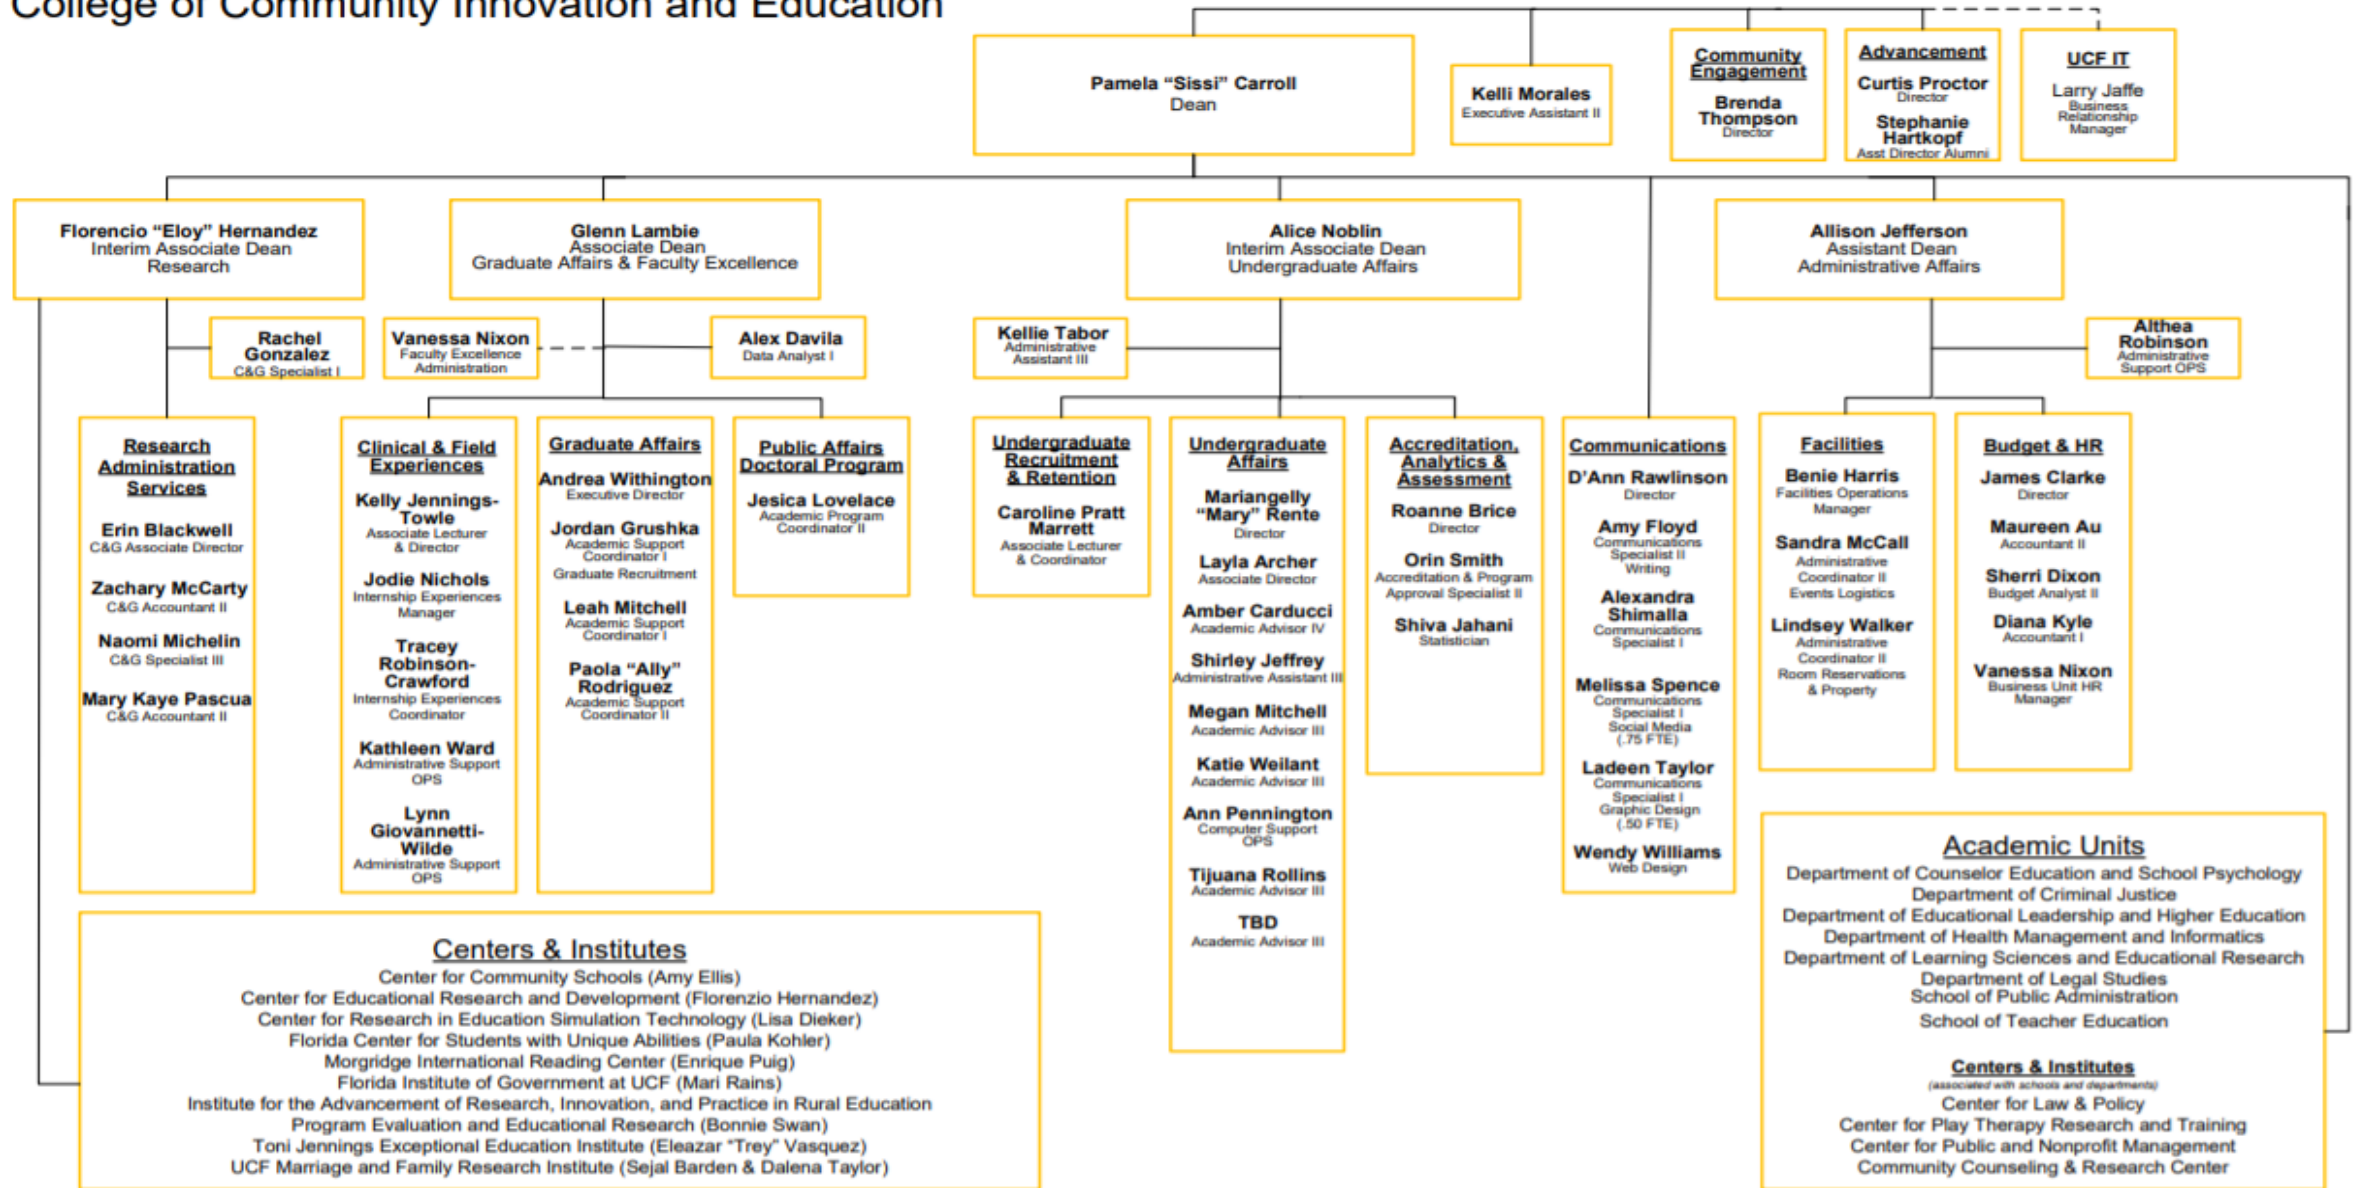 College of Community Innovation and Education
Pamela “Sissi” Carroll
Dean
Kelli Morales
Executive Assistant II
Community
Engagement
Brenda
Thompson
Director
Advancement
Curtis Proctor
Director
Stephanie
Hartkopf
Asst Director Alumni
UCF IT
Larry Jaffe
Business
Relationship
Manager
Florencio “Eloy” Hernandez
Interim Associate Dean
Research
Glenn Lambie
Associate Dean
Graduate Affairs & Faculty Excellence
Alice Noblin
Interim Associate Dean
Undergraduate Affairs
Allison Jefferson
Assistant Dean
Administrative Affairs
Rachel
Gonzalez
C&G Specialist I
Vanessa Nixon
Faculty Excellence
Administration
Alex Davila
Data Analyst I
Kellie Tabor
Administrative
Assistant III
Althea
Robinson
Administrative
Support OPS
Research
Administration
Services
Erin Blackwell
C&G Associate Director
Zachary McCarty
C&G Accountant II
Naomi Michelin
C&G Specialist III
Mary Kaye Pascua
C&G Accountant II
Clinical & Field
Experiences
Kelly Jennings-
Towle
Associate Lecturer
& Director
Jodie Nichols
Internship Experiences
Manager
Tracey
Robinson-
Crawford
Internship Experiences
Coordinator
Kathleen Ward
Administrative Support
OPS
Lynn
Giovannetti-
Wilde
Administrative Support
OPS
Graduate Affairs
Andrea Withington
Executive Director
Jordan Grushka
Academic Support
Coordinator I
Graduate Recruitment
Leah Mitchell
Academic Support
Coordinator I
Paola “Ally”
Rodriguez
Academic Support
Coordinator II
Public Affairs
Doctoral Program
Jesica Lovelace
Academic Program
Coordinator II
Undergraduate
Recruitment
& Retention
Caroline Pratt
Marrett
Associate Lecturer
& Coordinator
Undergraduate
Affairs
Mariangelly
“Mary” Rente
Director
Layla Archer
Associate Director
Amber Carducci
Academic Advisor IV
Shirley Jeffrey
Administrative Assistant III
Megan Mitchell
Academic Advisor III
Katie Weilant
Academic Advisor III
Ann Pennington
Computer Support
OPS
Tijuana Rollins
Academic Advisor III
TBD
Academic Advisor III
Accreditation,
Analytics &
Assessment
Roanne Brice
Director
Orin Smith
Accreditation & Program
Approval Specialist II
Shiva Jahani
Statistician
Communications
D’Ann Rawlinson
Director
Amy Floyd
Communications
Specialist II
Writing
Alexandra
Shimalla
Communications
Specialist I
Melissa Spence
Communications
Specialist I
Social Media
(.75 FTE)
Ladeen Taylor
Communications
Specialist I
Graphic Design
(.50 FTE)
Wendy Williams
Web Design
Facilities
Benie Harris
Facilities Operations
Manager
Sandra McCall
Administrative
Coordinator II
Events Logistics
Lindsey Walker
Administrative
Coordinator II
Room Reservations
& Property
Budget & HR
James Clarke
Director
Maureen Au
Accountant II
Sherri Dixon
Budget Analyst II
Diana Kyle
Accountant I
Vanessa Nixon
Business Unit HR
Manager
Centers & Institutes
Center for Community Schools (Amy Ellis)
Center for Educational Research and Development (Florenzio Hernandez)
Center for Research in Education Simulation Technology (Lisa Dieker)
Florida Center for Students with Unique Abilities (Paula Kohler)
Morgridge International Reading Center (Enrique Puig)
Florida Institute of Government at UCF (Mari Rains)
Institute for the Advancement of Research, Innovation, and Practice in Rural Education
Program Evaluation and Educational Research (Bonnie Swan)
Toni Jennings Exceptional Education Institute (Eleazar “Trey” Vasquez)
UCF Marriage and Family Research Institute (Sejal Barden & Dalena Taylor)
Academic Units
Department of Counselor Education and School Psychology
Department of Criminal Justice
Department of Educational Leadership and Higher Education
Department of Health Management and Informatics
Department of Learning Sciences and Educational Research
Department of Legal Studies
School of Public Administration
School of Teacher Education
Centers & Institutes
(associated with schools and departments)
Center for Law & Policy
Center for Play Therapy Research and Training
Center for Public and Nonprofit Management
Community Counseling & Research Center